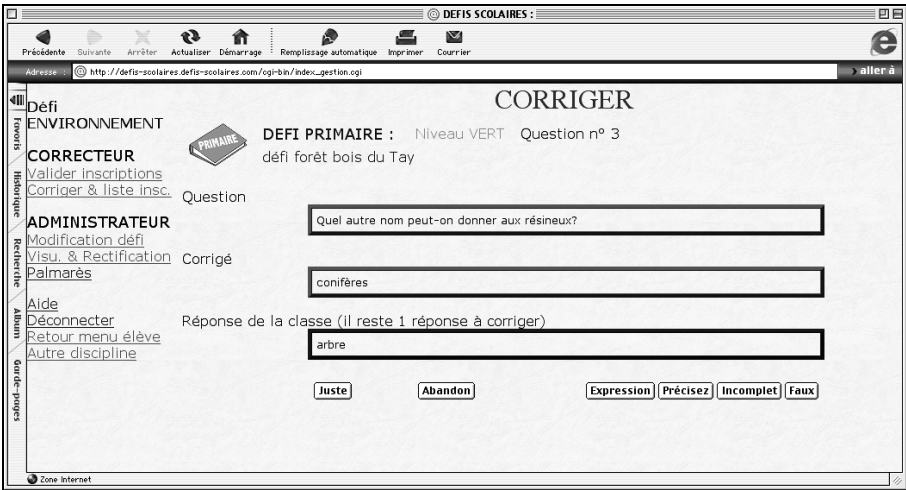 @ DEFIS SCOLAIRES :
Précédente Suivante Arrêter Actualiser Démarrage Remplissage automatique Imprimer Courrier
Adresse : @ http://defis-scolaires.defis-scolaires.com/cgi-bin/index_gestion.cgi > aller à
Favoris
Historique
Recherche
Album
Garde-pages
Défi
ENVIRONNEMENT
CORRECTEUR
Valider inscriptions
Corriger & liste insc.
ADMINISTRATEUR
Modification défi
Visu. & Rectification
Palmarès
Aide
Déconnecter
Retour menu élève
Autre discipline
CORRIGER
PRIMAIRE
DEFI PRIMAIRE : Niveau VERT Question n° 3
défi forêt bois du Tay
Question
Quel autre nom peut-on donner aux résineux?
Corrigé
conifères
Réponse de la classe (il reste 1 réponse à corriger)
arbre
Juste Abandon Expression Précisez Incomplet Faux
Zone Internet